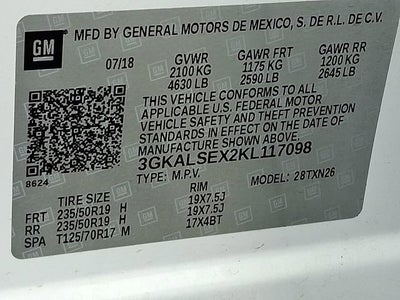 GM MFD BY GENERAL MOTORS DE MEXICO, S. DE R.L. DE C.V.
07/18 GVWR GAWR FRT GAWR RR
2100 KG 1175 KG 1200 KG
4630 LB 2590 LB 2645 LB
THIS VEHICLE CONFORMS TO ALL
APPLICABLE U.S. FEDERAL MOTOR
VEHICLE SAFETY AND THEFT PREVENTION
STANDARDS IN EFFECT ON THE DATE
OF MANUFACTURE SHOWN ABOVE.
3GKALSEX2KL117098
8624 TYPE: M.P.V. MODEL: 28TXN26
TIRE SIZE RIM
FRT 235/50R19 H 19X7.5J
RR 235/50R19 H 19X7.5J
SPA T125/70R17 M 17X4BT